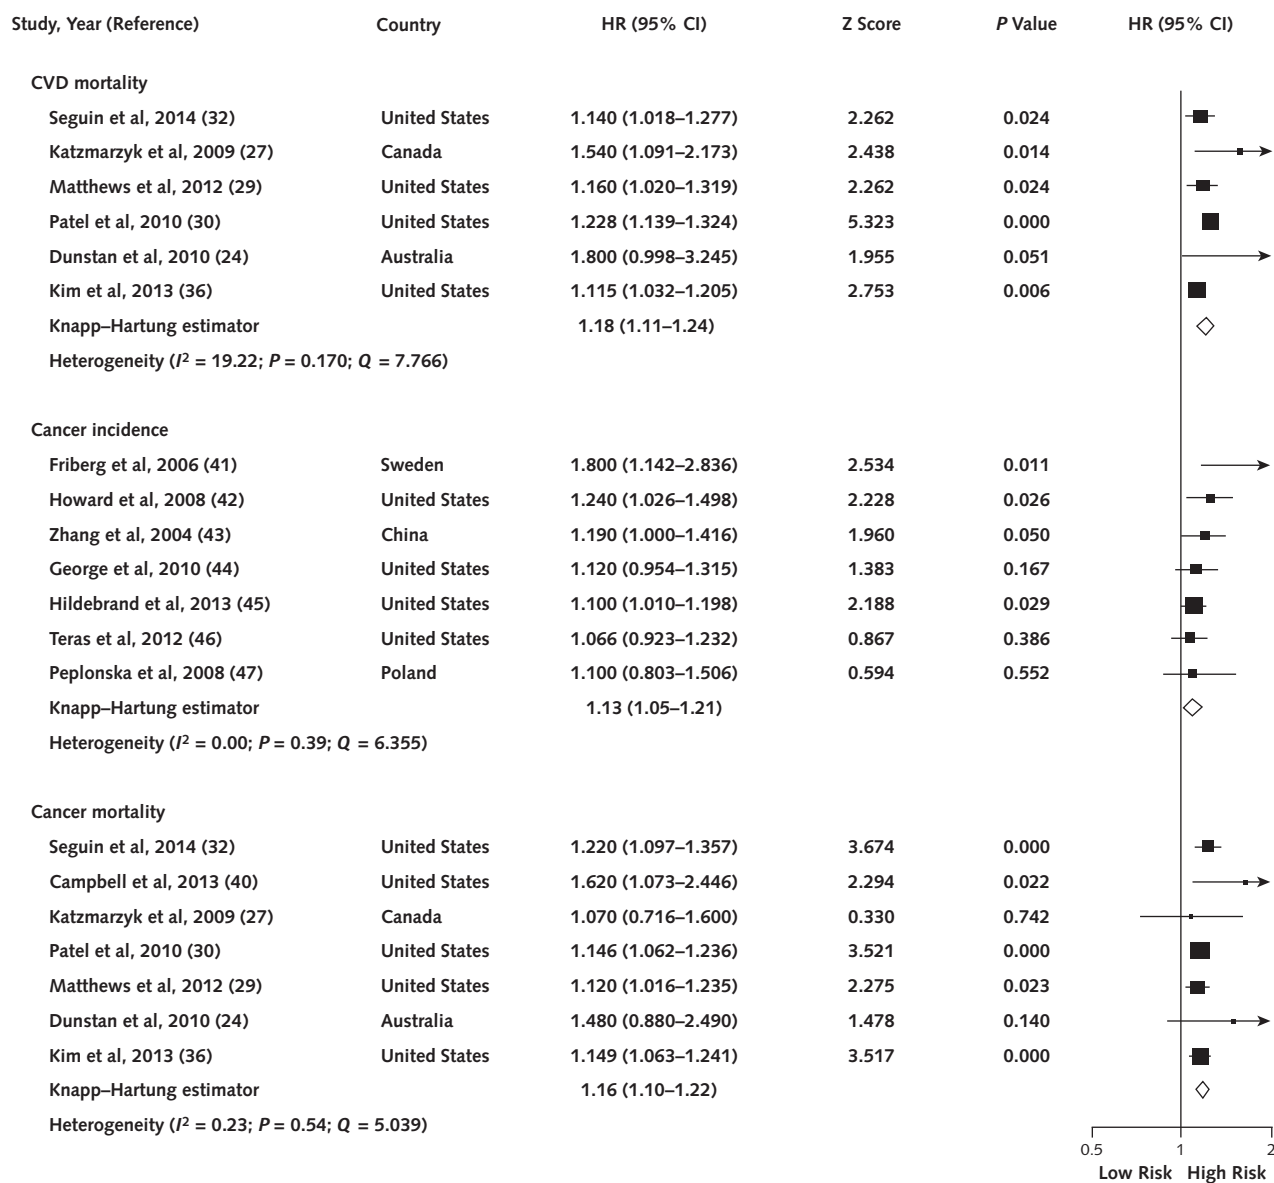 Study, Year (Reference) Country HR (95% CI) Z Score P Value HR (95% CI)
CVD mortality
Seguin et al, 2014 (32) United States 1.140 (1.018–1.277) 2.262 0.024
Katzmarzyk et al, 2009 (27) Canada 1.540 (1.091–2.173) 2.438 0.014
Matthews et al, 2012 (29) United States 1.160 (1.020–1.319) 2.262 0.024
Patel et al, 2010 (30) United States 1.228 (1.139–1.324) 5.323 0.000
Dunstan et al, 2010 (24) Australia 1.800 (0.998–3.245) 1.955 0.051
Kim et al, 2013 (36) United States 1.115 (1.032–1.205) 2.753 0.006
Knapp–Hartung estimator 1.18 (1.11–1.24)
Heterogeneity (I² = 19.22; P = 0.170; Q = 7.766)
Cancer incidence
Friberg et al, 2006 (41) Sweden 1.800 (1.142–2.836) 2.534 0.011
Howard et al, 2008 (42) United States 1.240 (1.026–1.498) 2.228 0.026
Zhang et al, 2004 (43) China 1.190 (1.000–1.416) 1.960 0.050
George et al, 2010 (44) United States 1.120 (0.954–1.315) 1.383 0.167
Hildebrand et al, 2013 (45) United States 1.100 (1.010–1.198) 2.188 0.029
Teras et al, 2012 (46) United States 1.066 (0.923–1.232) 0.867 0.386
Peplonska et al, 2008 (47) Poland 1.100 (0.803–1.506) 0.594 0.552
Knapp–Hartung estimator 1.13 (1.05–1.21)
Heterogeneity (I² = 0.00; P = 0.39; Q = 6.355)
Cancer mortality
Seguin et al, 2014 (32) United States 1.220 (1.097–1.357) 3.674 0.000
Campbell et al, 2013 (40) United States 1.620 (1.073–2.446) 2.294 0.022
Katzmarzyk et al, 2009 (27) Canada 1.070 (0.716–1.600) 0.330 0.742
Patel et al, 2010 (30) United States 1.146 (1.062–1.236) 3.521 0.000
Matthews et al, 2012 (29) United States 1.120 (1.016–1.235) 2.275 0.023
Dunstan et al, 2010 (24) Australia 1.480 (0.880–2.490) 1.478 0.140
Kim et al, 2013 (36) United States 1.149 (1.063–1.241) 3.517 0.000
Knapp–Hartung estimator 1.16 (1.10–1.22)
Heterogeneity (I² = 0.23; P = 0.54; Q = 5.039)
0.5 1 2
Low Risk High Risk